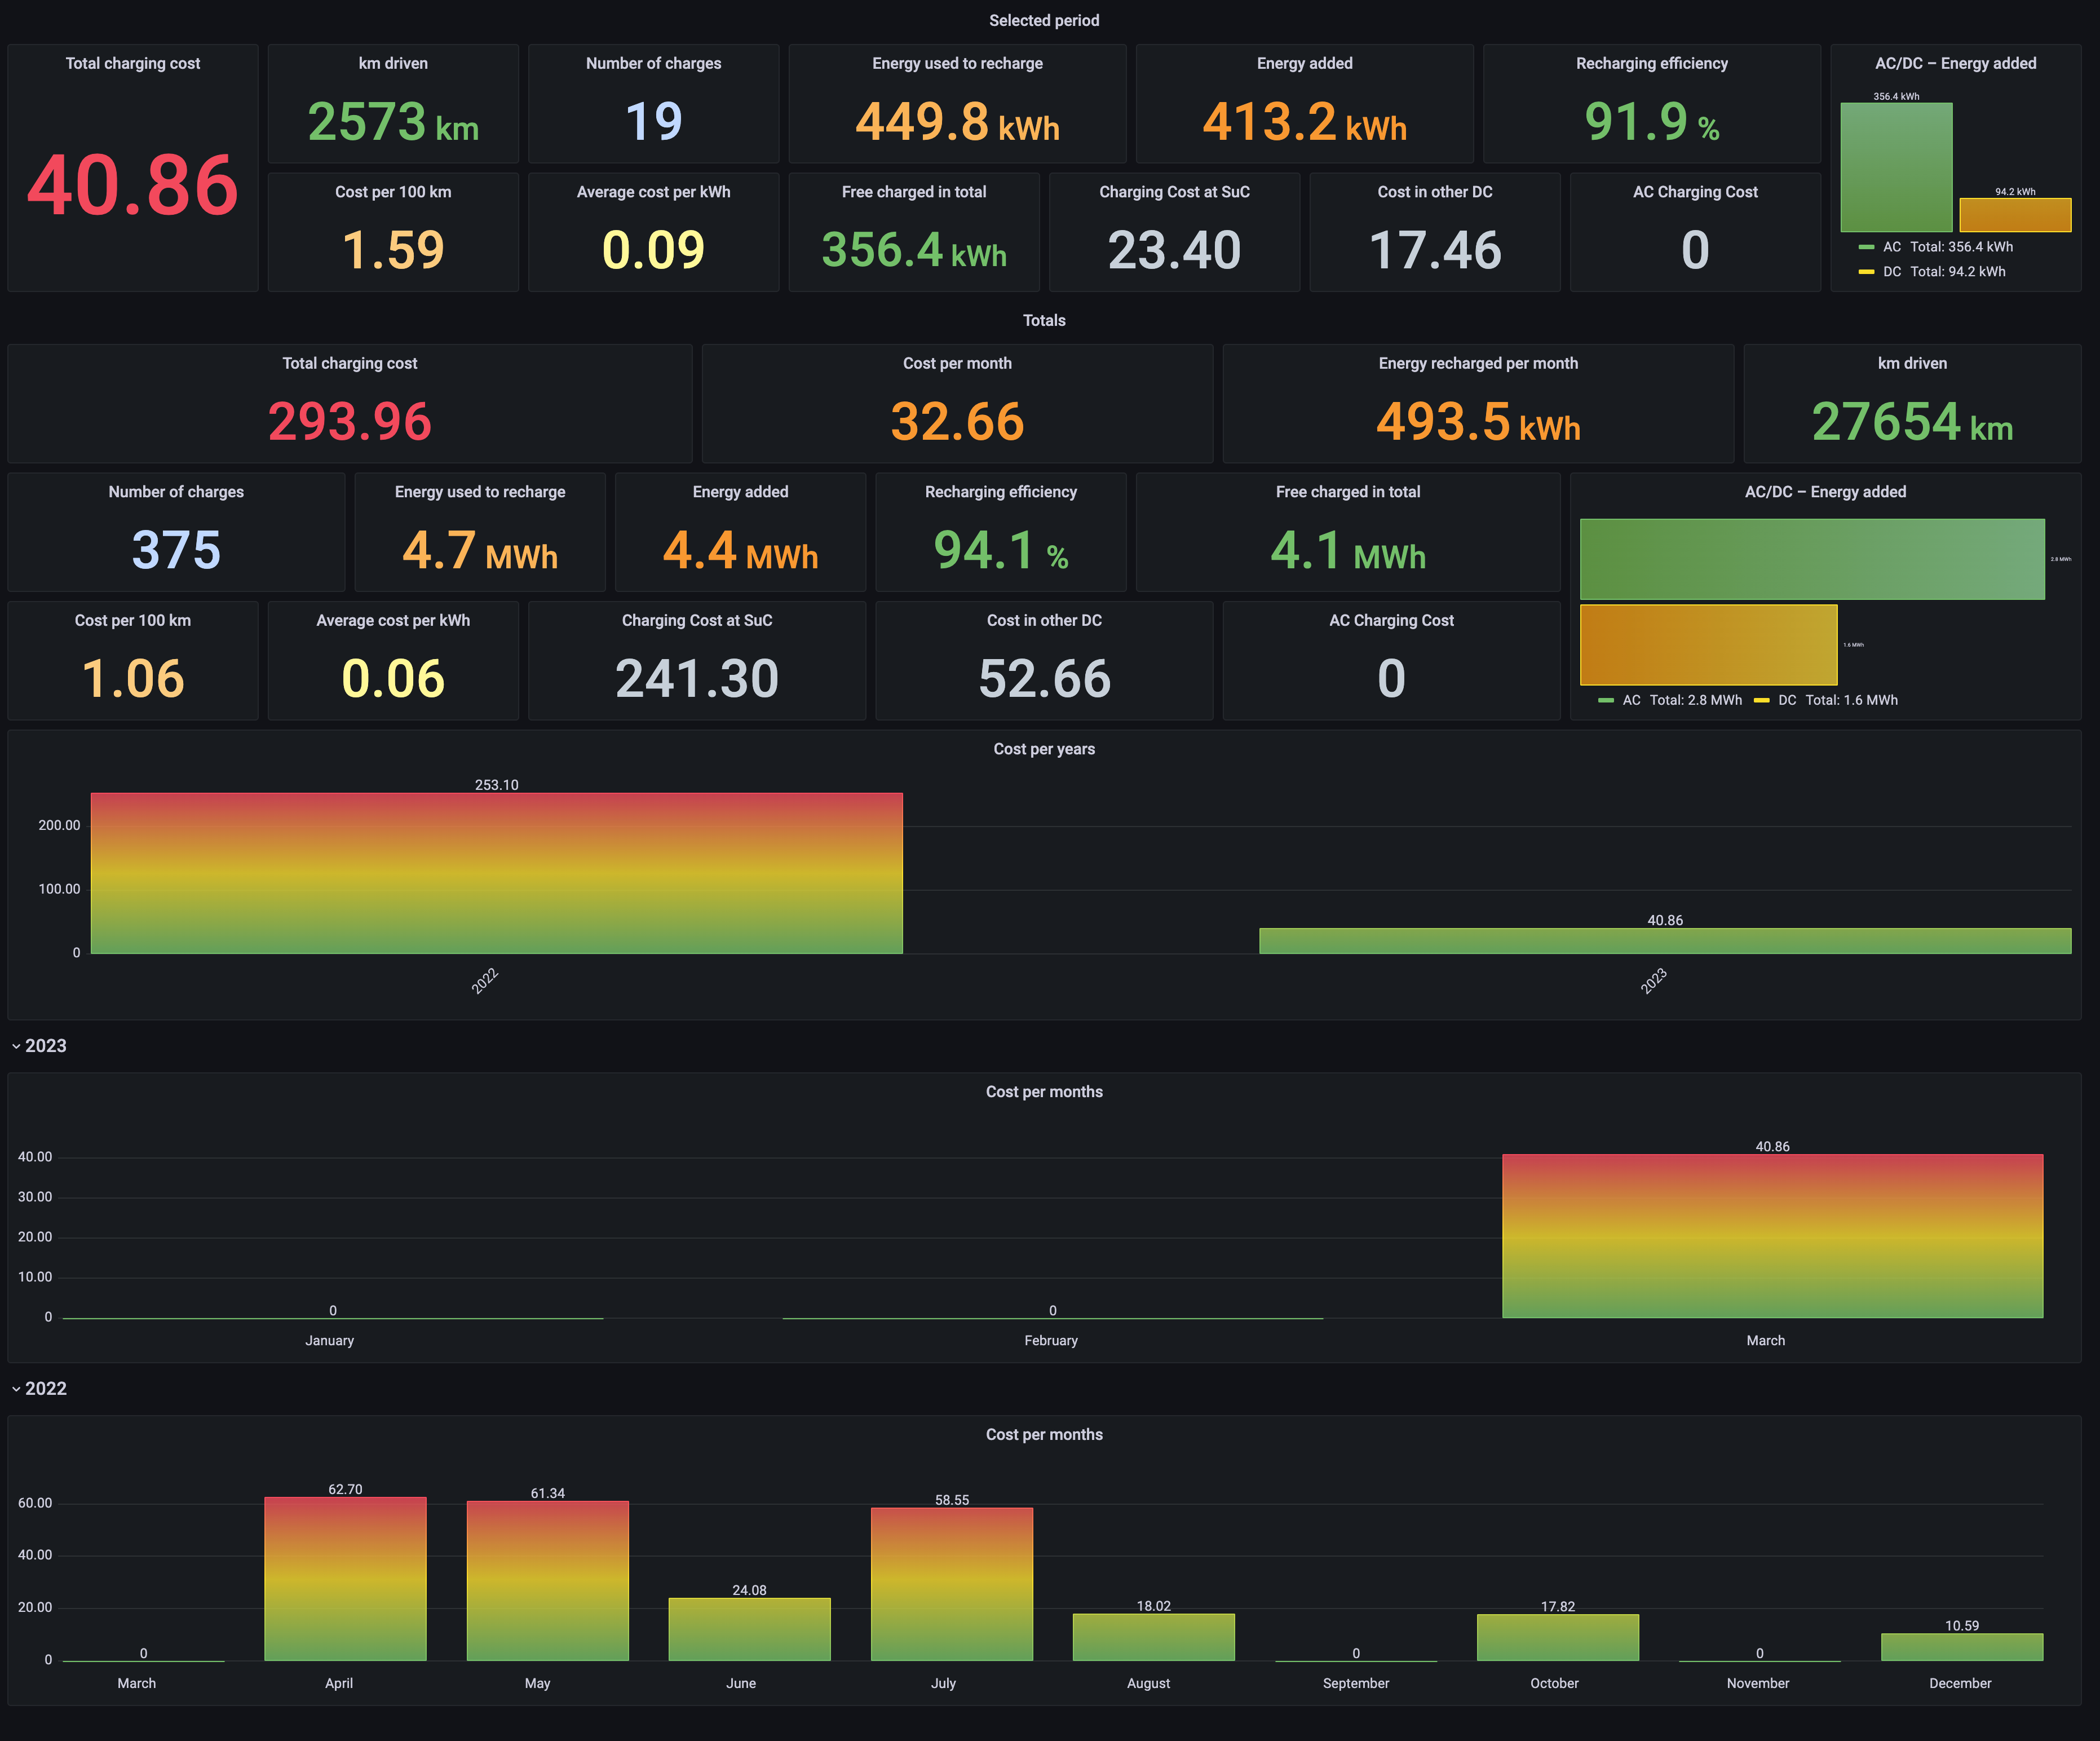 Selected period
Total charging cost
40.86
km driven
2573 km
Number of charges
19
Energy used to recharge
449.8 kWh
Energy added
413.2 kWh
Recharging efficiency
91.9 %
AC/DC – Energy added
356.4 kWh
94.2 kWh
AC Total: 356.4 kWh
DC Total: 94.2 kWh
Cost per 100 km
1.59
Average cost per kWh
0.09
Free charged in total
356.4 kWh
Charging Cost at SuC
23.40
Cost in other DC
17.46
AC Charging Cost
0
Totals
Total charging cost
293.96
Cost per month
32.66
Energy recharged per month
493.5 kWh
km driven
27654 km
Number of charges
375
Energy used to recharge
4.7 MWh
Energy added
4.4 MWh
Recharging efficiency
94.1 %
Free charged in total
4.1 MWh
AC/DC – Energy added
2.8 MWh
1.6 MWh
AC Total: 2.8 MWh DC Total: 1.6 MWh
Cost per 100 km
1.06
Average cost per kWh
0.06
Charging Cost at SuC
241.30
Cost in other DC
52.66
AC Charging Cost
0
Cost per years
253.10
200.00
100.00
0
40.86
2022
2023
2023
Cost per months
40.00
30.00
20.00
10.00
0
0
0
40.86
January
February
March
2022
Cost per months
60.00
40.00
20.00
0
0
62.70
61.34
24.08
58.55
18.02
0
17.82
0
10.59
March
April
May
June
July
August
September
October
November
December